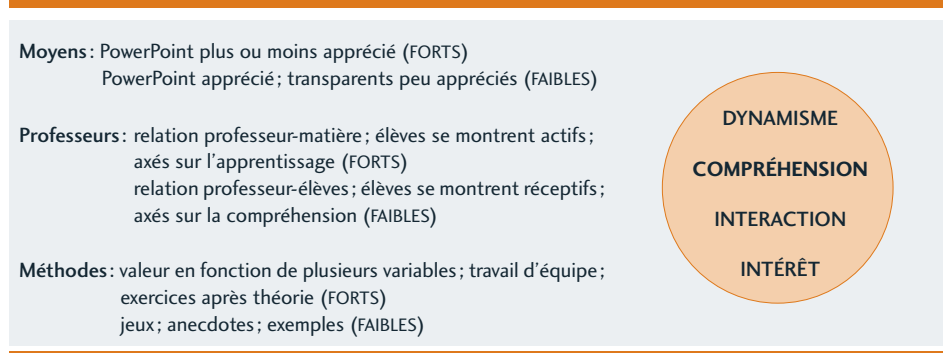 Moyens : PowerPoint plus ou moins apprécié (FORTS)
PowerPoint apprécié ; transparents peu appréciés (FAIBLES)
Professeurs : relation professeur-matière ; élèves se montrent actifs ;
axés sur l'apprentissage (FORTS)
relation professeur-élèves ; élèves se montrent réceptifs ;
axés sur la compréhension (FAIBLES)
Méthodes : valeur en fonction de plusieurs variables ; travail d'équipe ;
exercices après théorie (FORTS)
jeux ; anecdotes ; exemples (FAIBLES)
DYNAMISME
COMPRÉHENSION
INTERACTION
INTÉRÊT